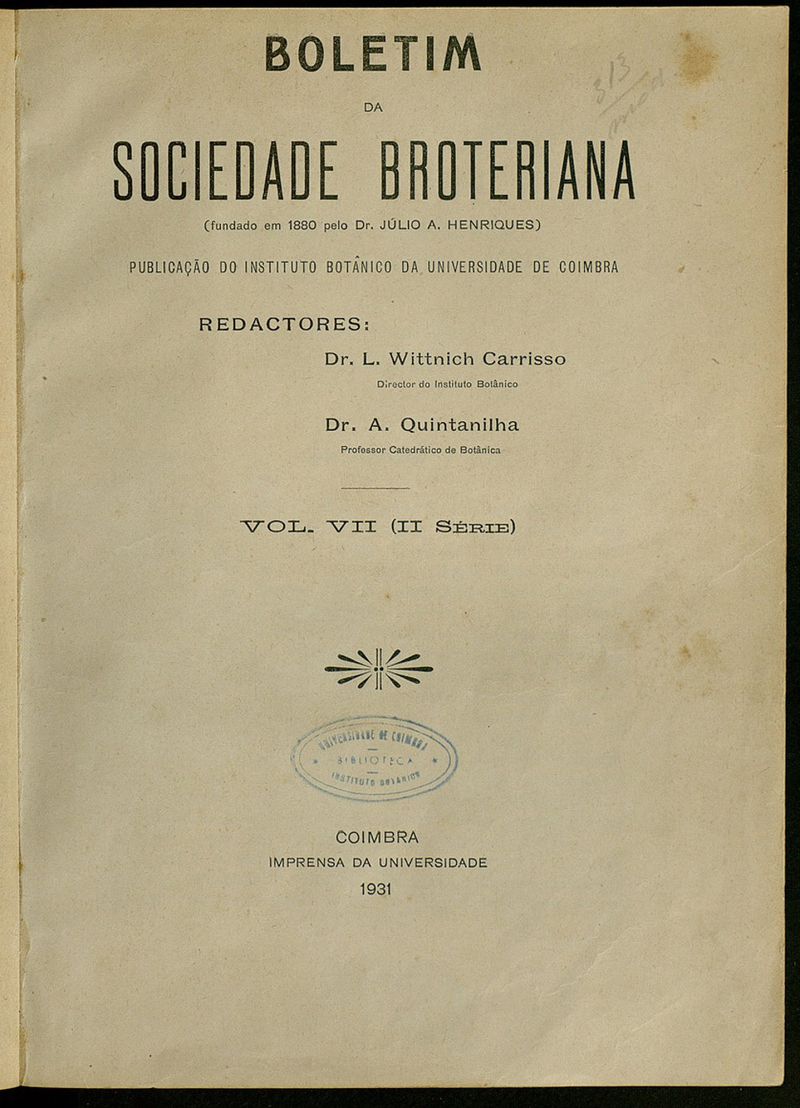 BOLETIM
DA
SOCIEDADE BROTERIANA
(fundado em 1880 pelo Dr. JÚLIO A. HENRIQUES)
PUBLICAÇÃO DO INSTITUTO BOTÂNICO DA UNIVERSIDADE DE COIMBRA
REDACTORES:
Dr. L. Wittnich Carrisso
Director do Instituto Botânico
Dr. A. Quintanilha
Professor Catedrático de Botânica
VOL. VII (II SÉRIE)
UNIVERSIDADE DE COIMBRA
BIBLIOTECA
INSTITUTO BOTANICO
COIMBRA
IMPRENSA DA UNIVERSIDADE
1931